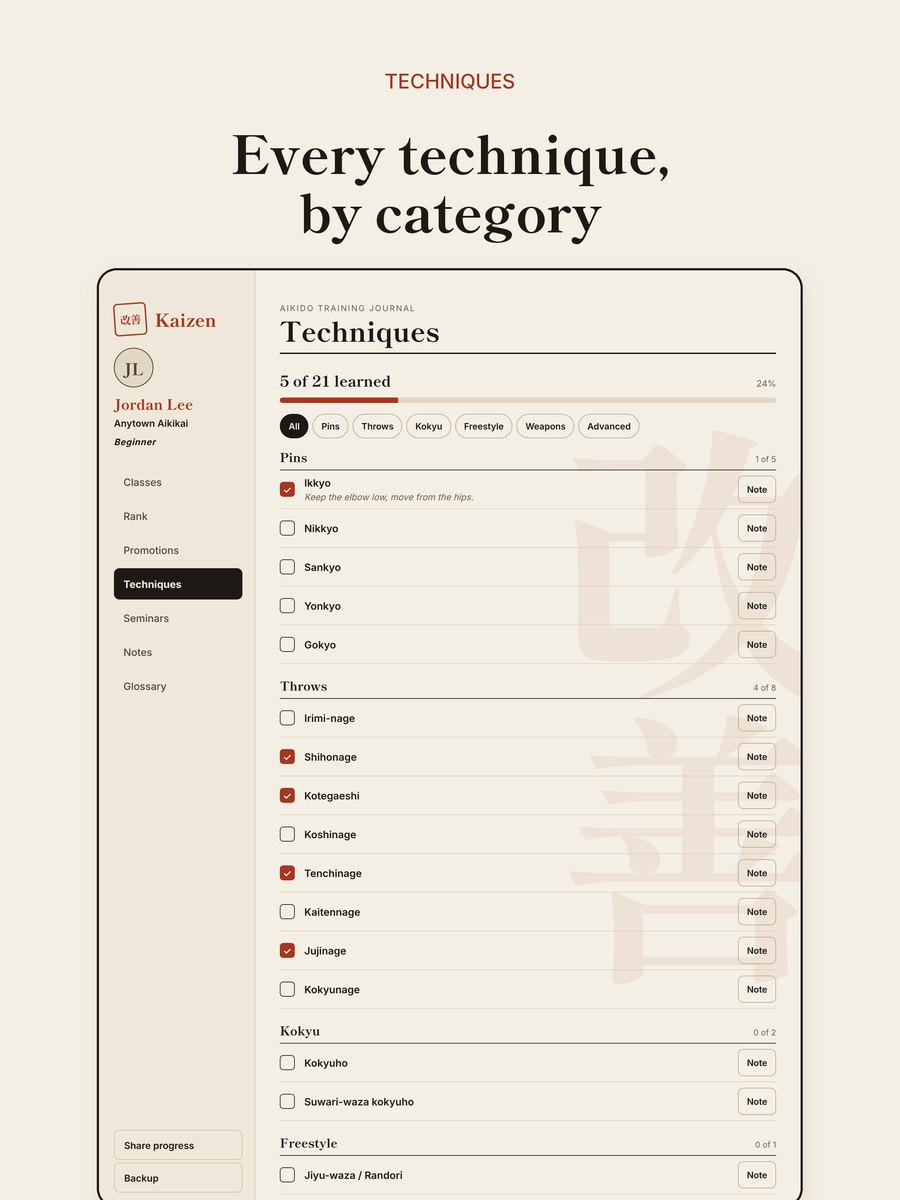 TECHNIQUES
Every technique,
by category
改善
Kaizen
JL
Jordan Lee
Anytown Aikikai
Beginner
Classes
Rank
Promotions
Techniques
Seminars
Notes
Glossary
Share progress
Backup
AIKIDO TRAINING JOURNAL
Techniques
5 of 21 learned 24%
All Pins Throws Kokyu Freestyle Weapons Advanced
Pins 1 of 5
Ikkyo Note
Keep the elbow low, move from the hips.
Nikkyo Note
Sankyo Note
Yonkyo Note
Gokyo Note
Throws 4 of 8
Irimi-nage Note
Shihonage Note
Kotegaeshi Note
Koshinage Note
Tenchinage Note
Kaitennage Note
Jujinage Note
Kokyunage Note
Kokyu 0 of 2
Kokyuho Note
Suwari-waza kokyuho Note
Freestyle 0 of 1
Jiyu-waza / Randori Note
改
善